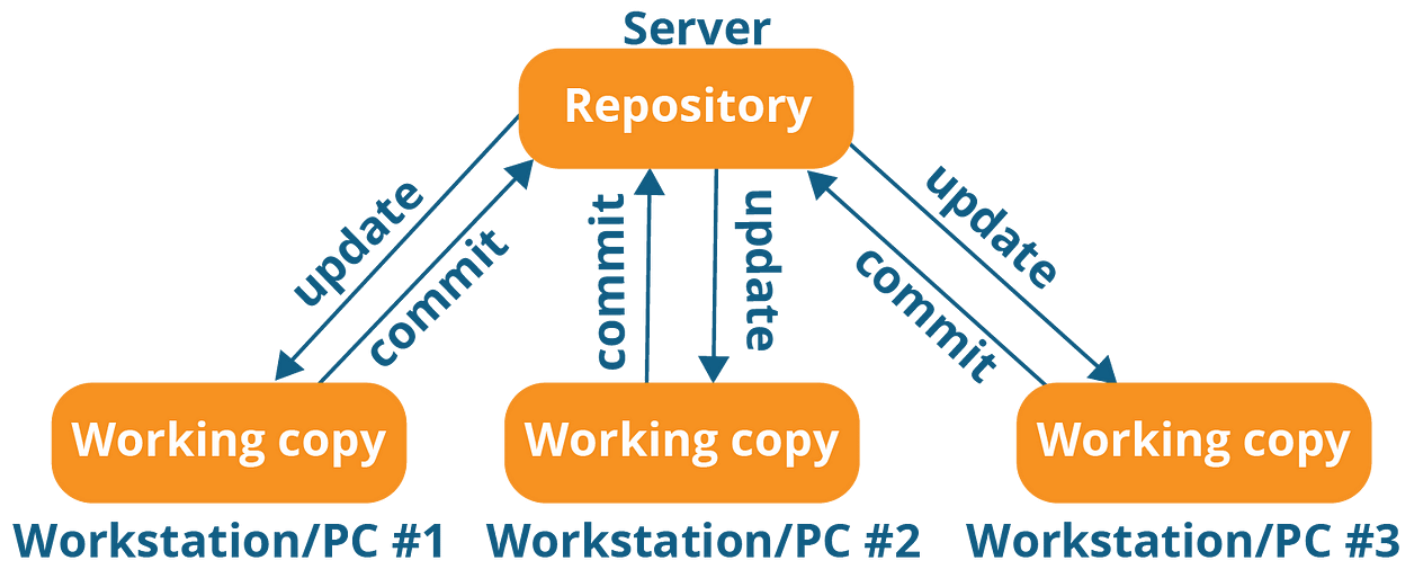 Server
Repository
update
commit
commit
update
update
commit
Working copy
Working copy
Working copy
Workstation/PC #1
Workstation/PC #2
Workstation/PC #3